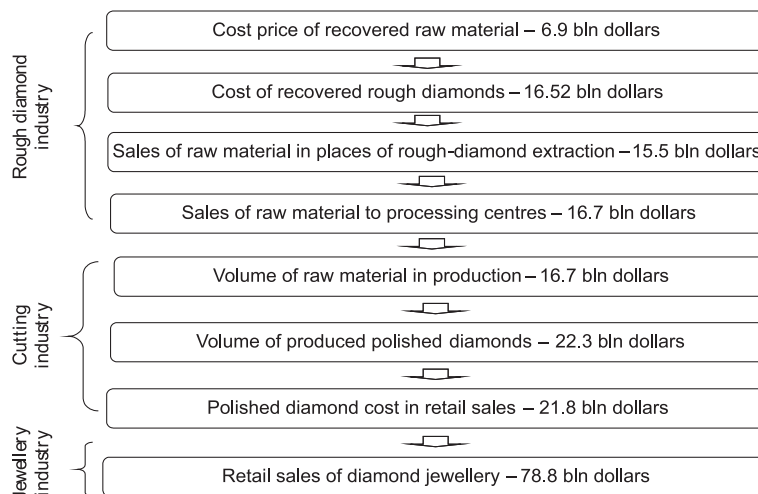 Rough diamond
industry
Cost price of recovered raw material – 6.9 bln dollars
Cost of recovered rough diamonds – 16.52 bln dollars
Sales of raw material in places of rough-diamond extraction – 15.5 bln dollars
Sales of raw material to processing centres – 16.7 bln dollars
Cutting
industry
Volume of raw material in production – 16.7 bln dollars
Volume of produced polished diamonds – 22.3 bln dollars
Polished diamond cost in retail sales - 21.8 bln dollars
Jewellery
industry
Retail sales of diamond jewellery – 78.8 bln dollars